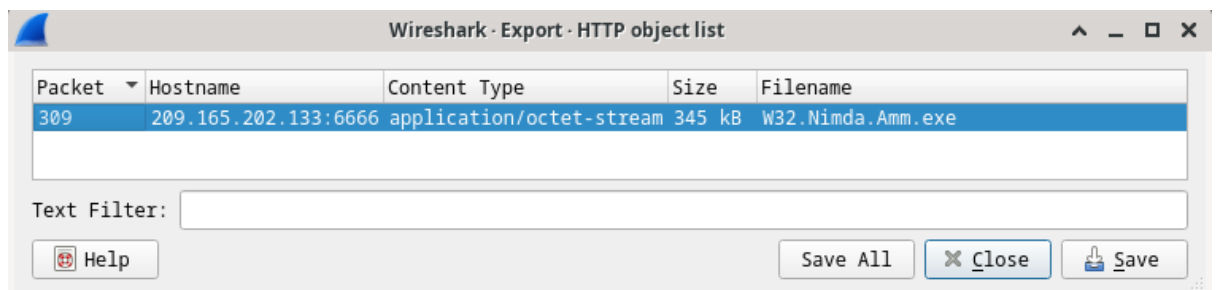 Wireshark · Export · HTTP object list
Packet Hostname Content Type Size Filename
309 209.165.202.133:6666 application/octet-stream 345 kB W32.Nimda.Amm.exe
Text Filter:
Help Save All Close Save